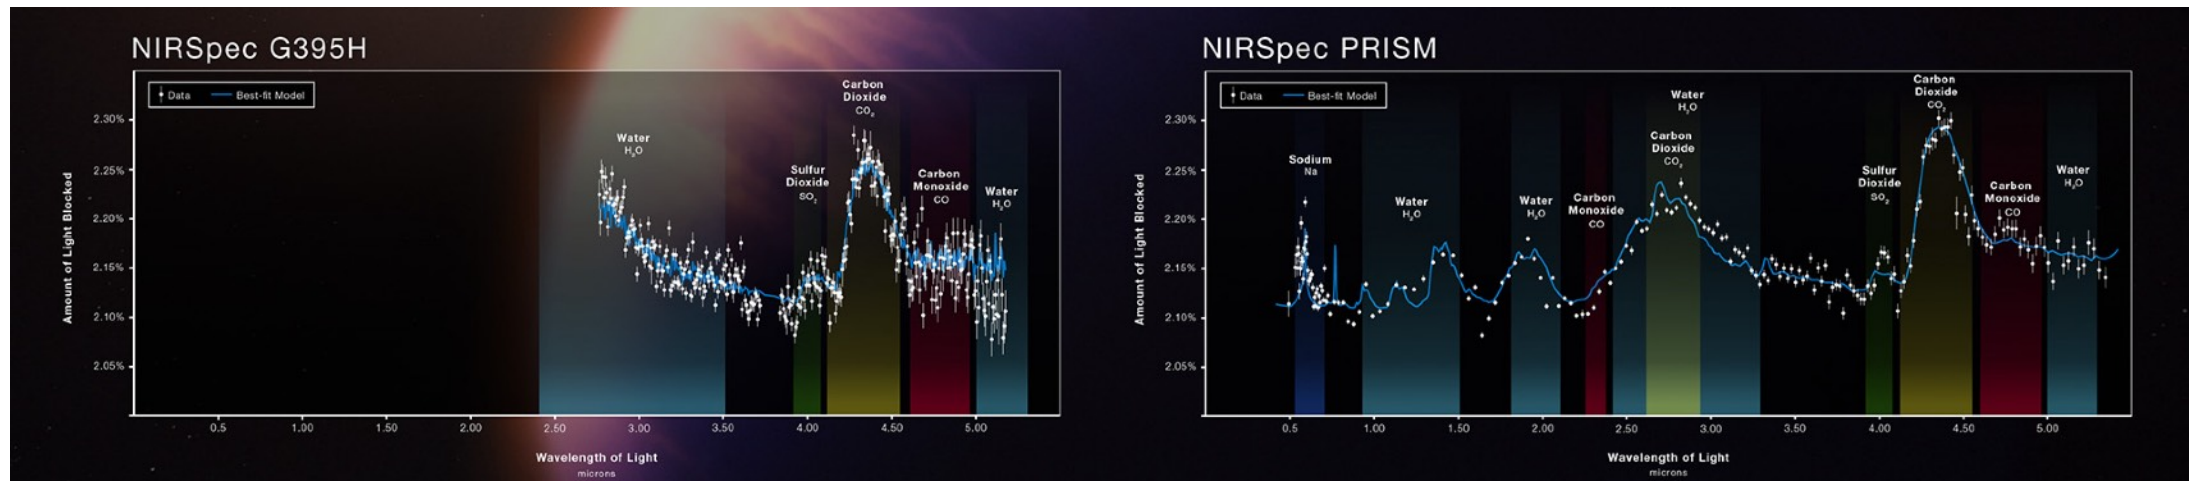 NIRSpec G395H
Data
Best-fit Model
Amount of Light Blocked
2.30%
2.25%
2.20%
2.15%
2.10%
2.05%
Water
H₂O
Sulfur
Dioxide
SO₂
Carbon
Dioxide
CO₂
Carbon
Monoxide
CO
Water
H₂O
0.5
1.00
1.50
2.00
2.50
3.00
3.50
4.00
4.50
5.00
Wavelength of Light
microns
NIRSpec PRISM
Data
Best-fit Model
Amount of Light Blocked
2.30%
2.25%
2.20%
2.15%
2.10%
2.05%
Sodium
Na
Water
H₂O
Water
H₂O
Carbon
Monoxide
CO
Water
H₂O
Carbon
Dioxide
CO₂
Sulfur
Dioxide
SO₂
Carbon
Dioxide
CO₂
Carbon
Monoxide
CO
Water
H₂O
0.5
1.00
1.50
2.00
2.50
3.00
3.50
4.00
4.50
5.00
Wavelength of Light
microns